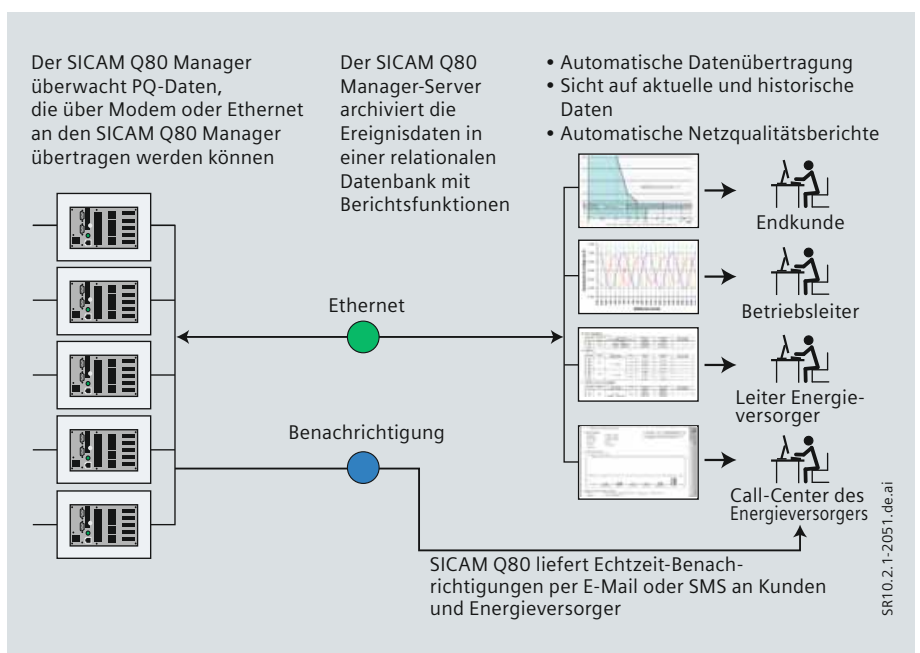 Der SICAM Q80 Manager
überwacht PQ-Daten,
die über Modem oder Ethernet
an den SICAM Q80 Manager
übertragen werden können
Der SICAM Q80
Manager-Server
archiviert die
Ereignisdaten in
einer relationalen
Datenbank mit
Berichtsfunktionen
• Automatische Datenübertragung
• Sicht auf aktuelle und historische
Daten
• Automatische Netzqualitätsberichte
Endkunde
Ethernet
Betriebsleiter
Leiter Energie-
versorger
Benachrichtigung
Call-Center des
Energieversorgers
SICAM Q80 liefert Echtzeit-Benach-
richtigungen per E-Mail oder SMS an Kunden
und Energieversorger
SR10.2.1-2051.de.ai